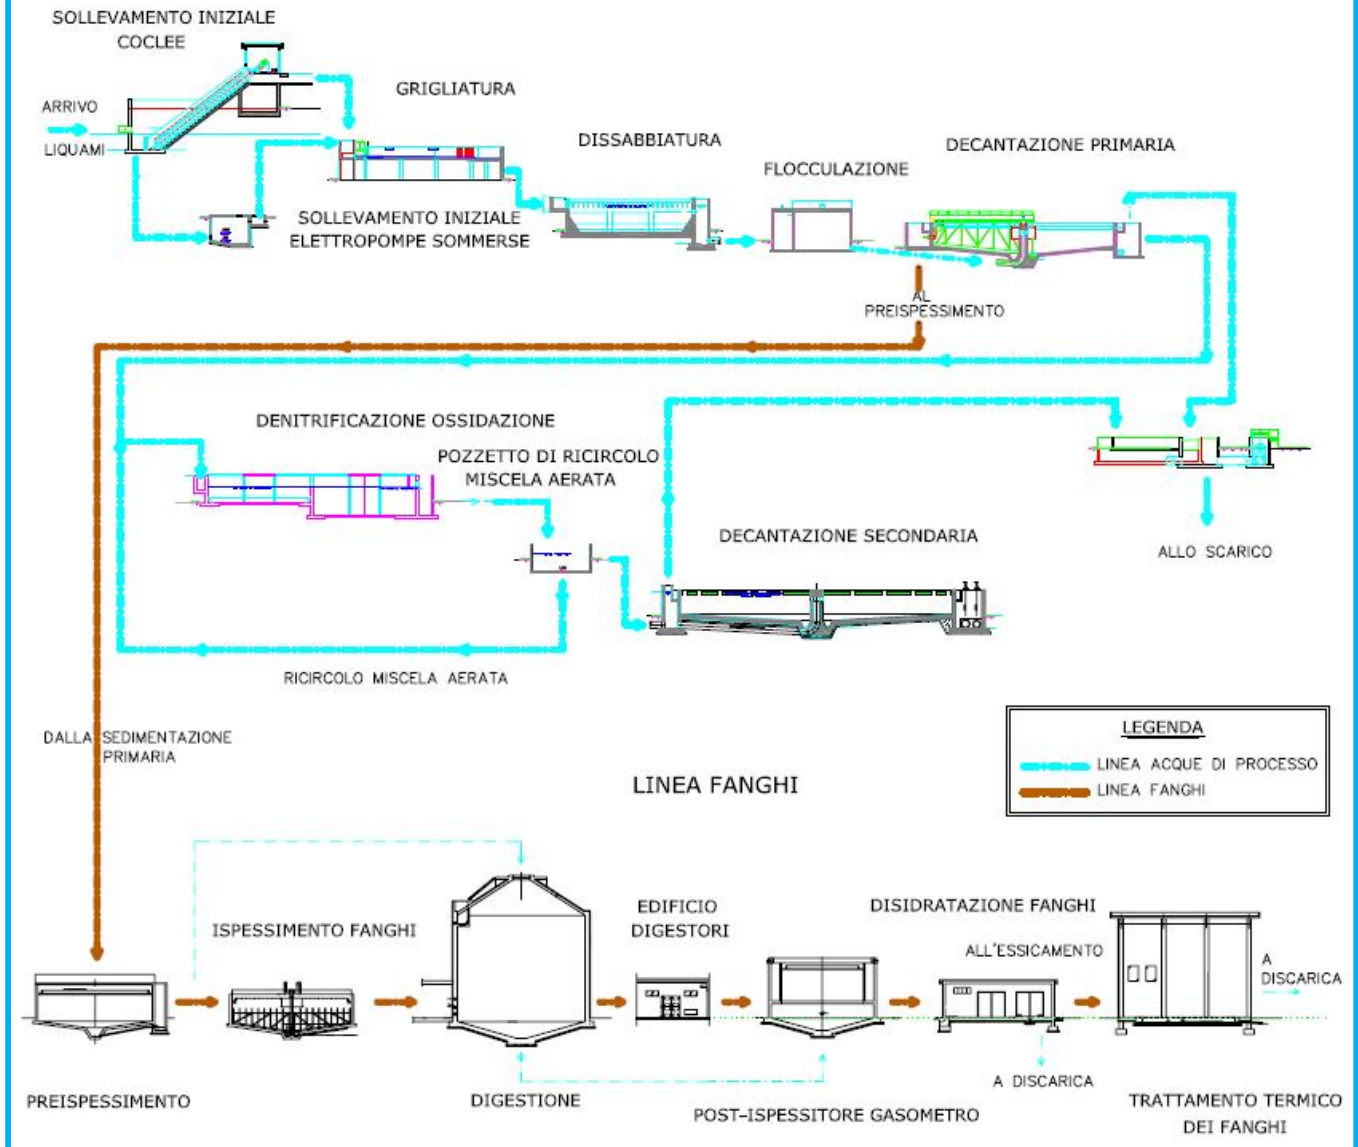 SOLLEVAMENTO INIZIALE
COCLEE
ARRIVO
LIQUAMI
GRIGLIATURA
DISSABBIATURA
FLOCCULAZIONE
DECANTAZIONE PRIMARIA
SOLLEVAMENTO INIZIALE
ELETTROPOMPE SOMMERSE
AL
PREISPESSIMENTO
DENITRIFICAZIONE OSSIDAZIONE
POZZETTO DI RICIRCOLO
MISCELA AERATA
DECANTAZIONE SECONDARIA
ALLO SCARICO
RICIRCOLO MISCELA AERATA
DALLA SEDIMENTAZIONE
PRIMARIA
LEGENDA
LINEA ACQUE DI PROCESSO
LINEA FANGHI
LINEA FANGHI
ISPESSIMENTO FANGHI
EDIFICIO
DIGESTORI
DISIDRATAZIONE FANGHI
ALL'ESSICAMENTO
A
DISCARICA
A DISCARICA
PREISPESSIMENTO
DIGESTIONE
POST-ISPESSITORE GASOMETRO
TRATTAMENTO TERMICO
DEI FANGHI